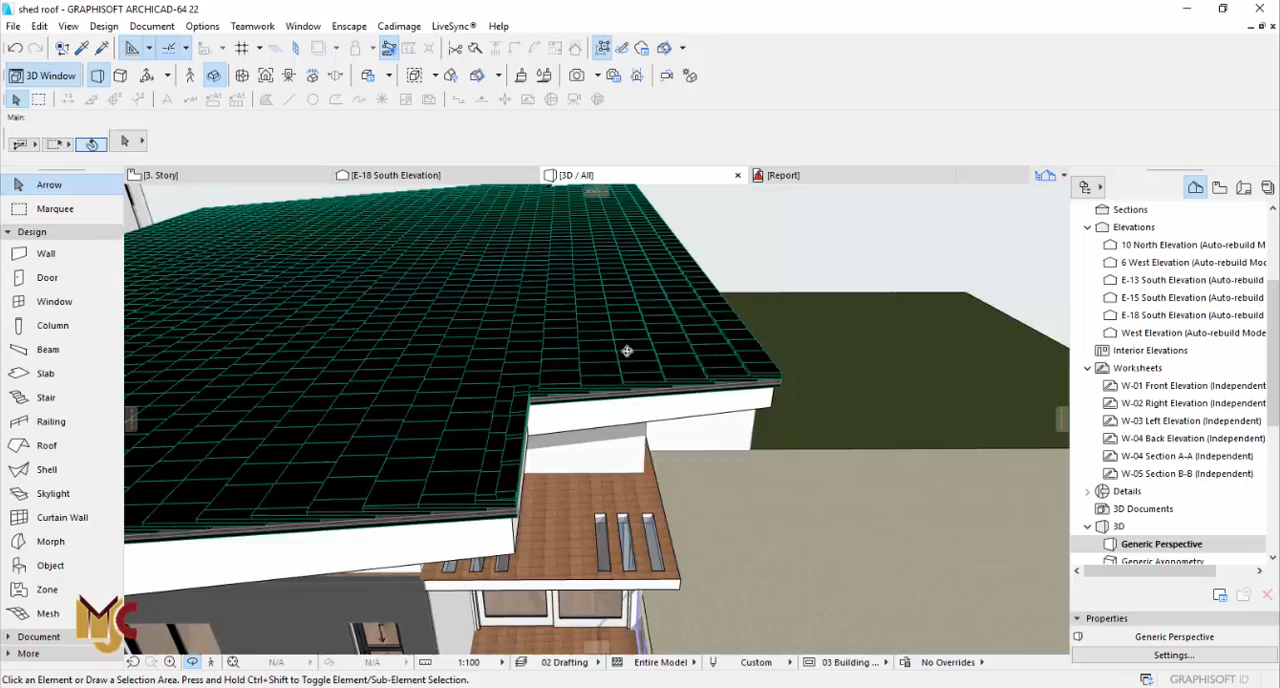 shed roof - GRAPHISOFT ARCHICAD-64 22
File Edit View Design Document Options Teamwork Window Enscape Cadimage LiveSync® Help
3D Window
Main:
[3. Story] [E-18 South Elevation] [3D / All] [Report]
Arrow
Marquee
Design
Wall
Door
Window
Column
Beam
Slab
Stair
Railing
Roof
Shell
Skylight
Curtain Wall
Morph
Object
Zone
Mesh
Document
More
MJC
Sections
Elevations
10 North Elevation (Auto-rebuild M
6 West Elevation (Auto-rebuild Moc
E-13 South Elevation (Auto-rebuild
E-15 South Elevation (Auto-rebuild
E-18 South Elevation (Auto-rebuild
West Elevation (Auto-rebuild Mode
Interior Elevations
Worksheets
W-01 Front Elevation (Independent
W-02 Right Elevation (Independent
W-03 Left Elevation (Independent)
W-04 Back Elevation (Independent)
W-04 Section A-A (Independent)
W-05 Section B-B (Independent)
Details
3D Documents
3D
Generic Perspective
Generic Axonometry
Properties
Generic Perspective
Settings...
N/A N/A 1:100 02 Drafting Entire Model Custom 03 Building ... No Overrides
Click an Element or Draw a Selection Area. Press and Hold Ctrl+Shift to Toggle Element/Sub-Element Selection.
GRAPHISOFT ID